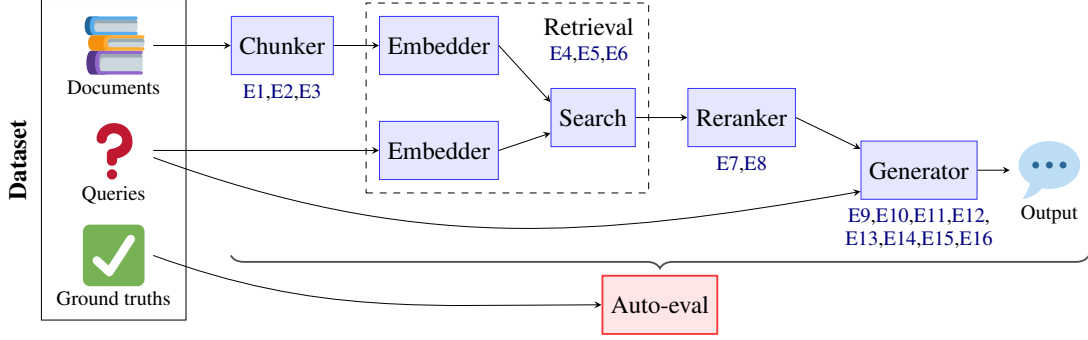 Dataset
Documents
Queries
Ground truths
Chunker
E1,E2,E3
Retrieval
E4,E5,E6
Embedder
Embedder
Search
Reranker
E7,E8
Generator
E9,E10,E11,E12,
E13,E14,E15,E16
Output
Auto-eval